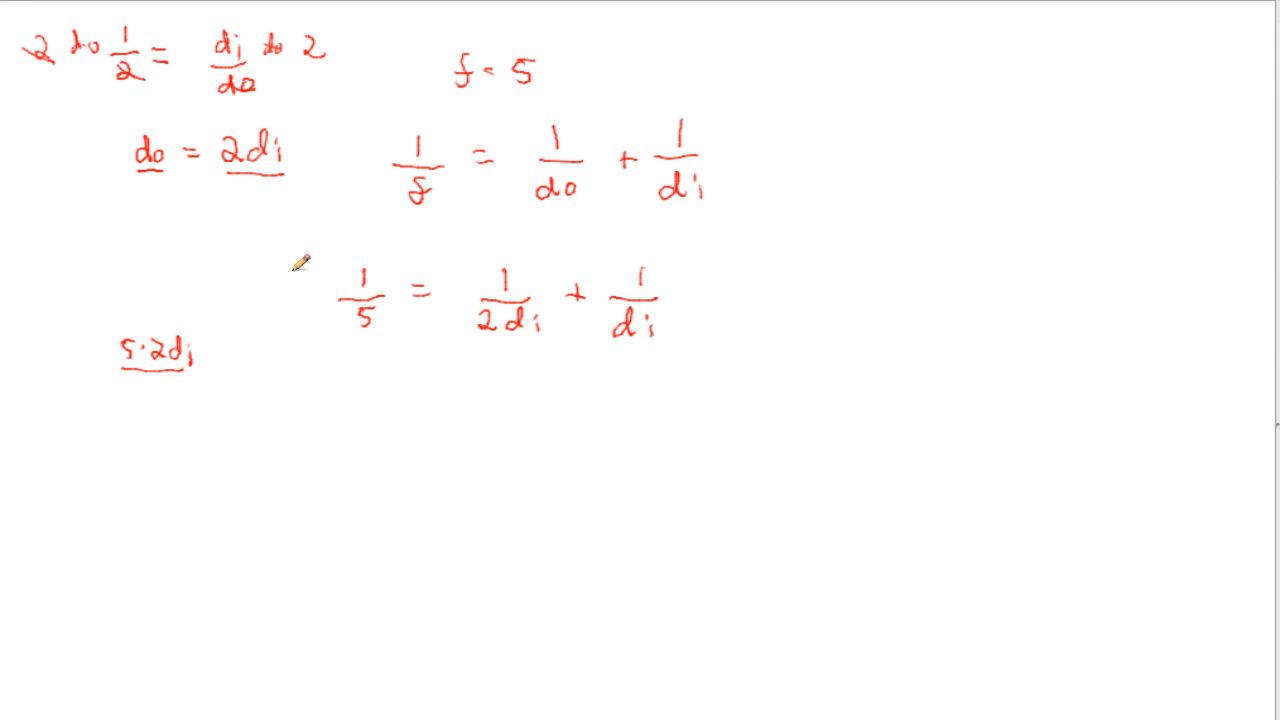 2 do 1/2 = di/do do 2
f = 5
do = 2di
1/f = 1/do + 1/di
1/5 = 1/2di + 1/di
5·2di